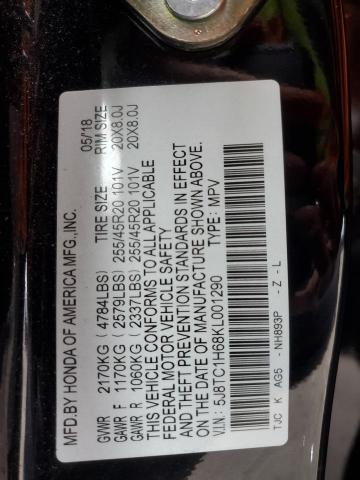 MFD.BY HONDA OF AMERICA MFG.,INC. 05/18
TIRE SIZE RIM SIZE
GVWR 2170KG ( 4784LBS)
GAWR F 1170KG ( 2579LBS) 255/45R20 101V 20X8.0J
GAWR R 1060KG ( 2337LBS) 255/45R20 101V 20X8.0J
THIS VEHICLE CONFORMS TO ALL APPLICABLE
FEDERAL MOTOR VEHICLE SAFETY
AND THEFT PREVENTION STANDARDS IN EFFECT
ON THE DATE OF MANUFACTURE SHOWN ABOVE.
V.I.N.: 5J8TC1H68KL001290 TYPE: MPV
TJC K AG5 - NH893P - Z - L